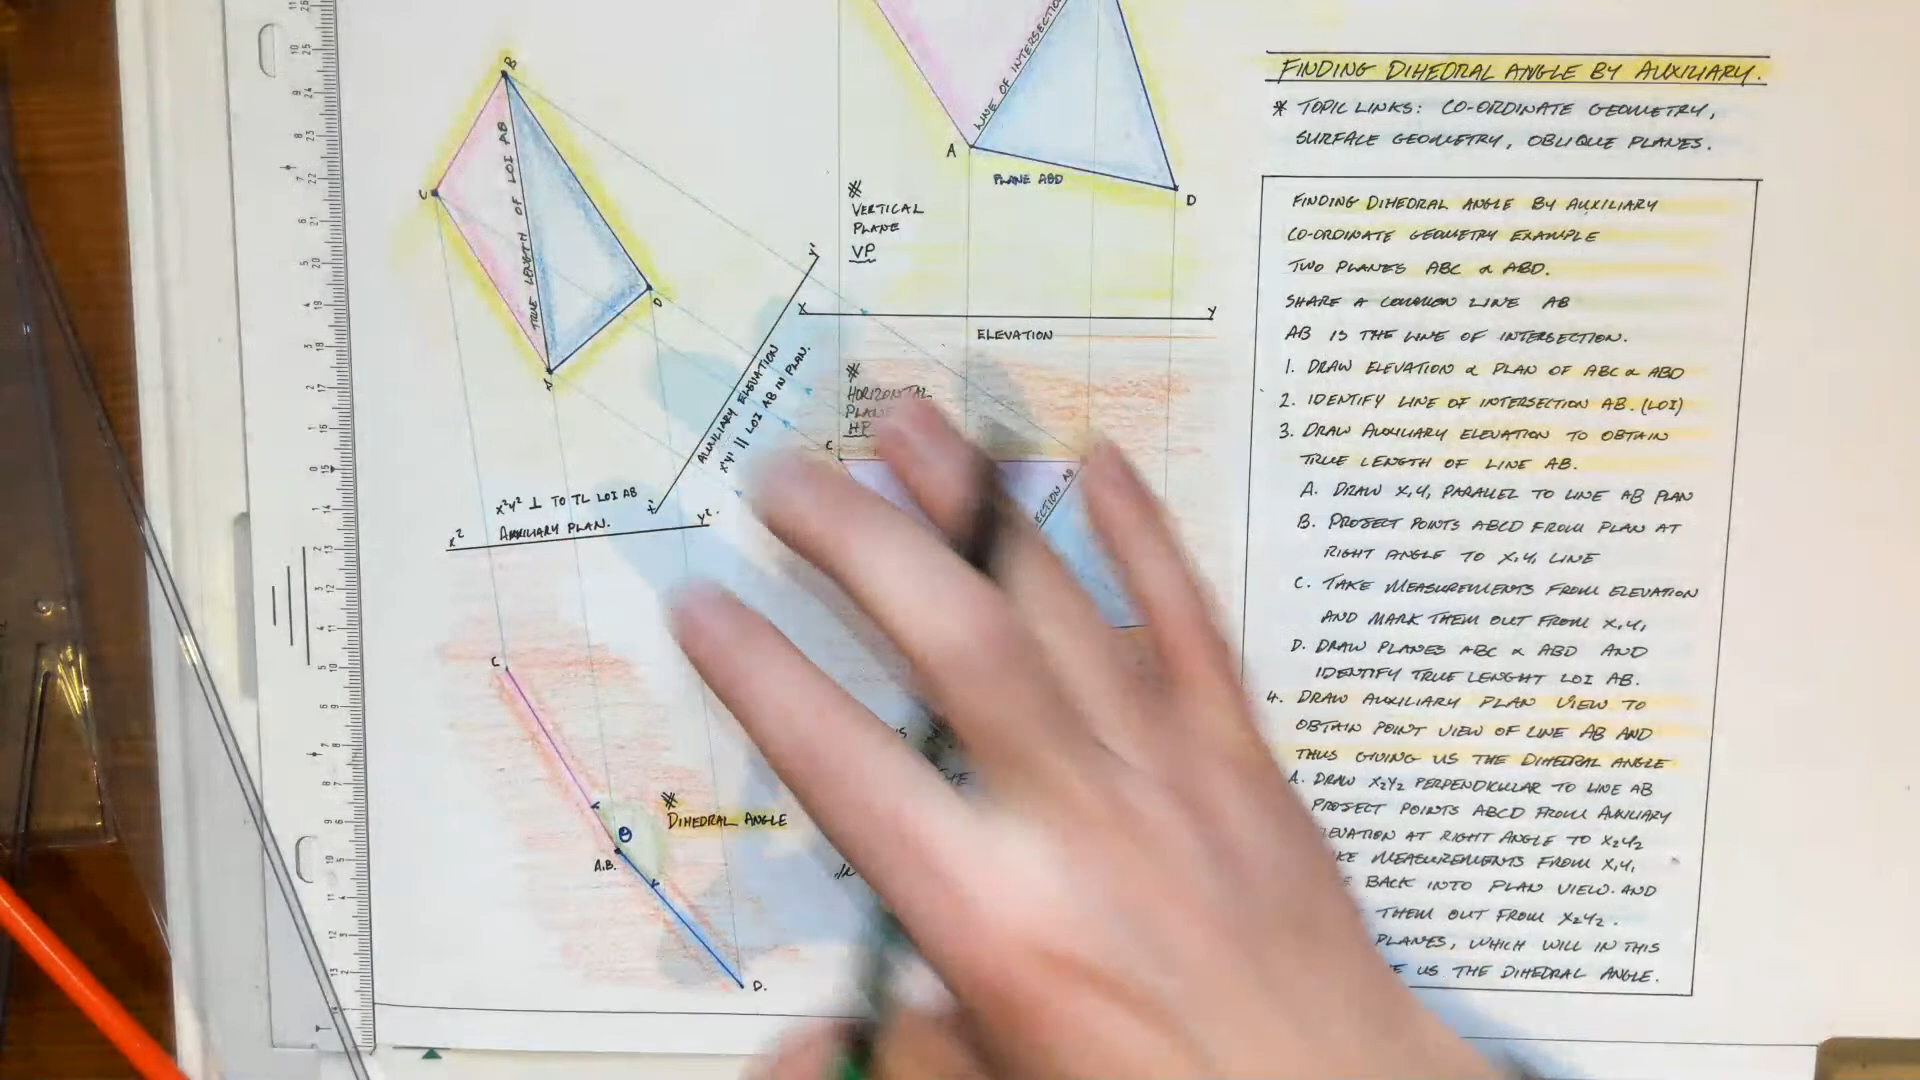 B
C
TRUE LENGTH OF LOI AB
D
A
LINE OF INTERSECTION
A
PLANE ABD
D
#
VERTICAL
PLANE
VP
X
Y
ELEVATION
Y'
X'
AUXILIARY ELEVATION
X'Y' || LOI AB IN PLAN.
#
HORIZONTAL
PLANE
HP
C
ECTION AB
X²Y² ⊥ TO TL LOI AB
AUXILIARY PLAN.
X²
Y².
C
#
DIHEDRAL ANGLE
Θ
A.B.
D.
FINDING DIHEDRAL ANGLE BY AUXILIARY.
* TOPIC LINKS: CO-ORDINATE GEOMETRY,
SURFACE GEOMETRY, OBLIQUE PLANES.
FINDING DIHEDRAL ANGLE BY AUXILIARY
CO-ORDINATE GEOMETRY EXAMPLE
TWO PLANES ABC & ABD.
SHARE A COMMON LINE AB
AB IS THE LINE OF INTERSECTION.
1. DRAW ELEVATION & PLAN OF ABC & ABD
2. IDENTIFY LINE OF INTERSECTION AB. (LOI)
3. DRAW AUXILIARY ELEVATION TO OBTAIN
TRUE LENGTH OF LINE AB.
A. DRAW X,Y, PARALLEL TO LINE AB PLAN
B. PROJECT POINTS ABCD FROM PLAN AT
RIGHT ANGLE TO X,Y, LINE
C. TAKE MEASUREMENTS FROM ELEVATION
AND MARK THEM OUT FROM X,Y,
D. DRAW PLANES ABC & ABD AND
IDENTIFY TRUE LENGHT LOI AB.
4. DRAW AUXILIARY PLAN VIEW TO
OBTAIN POINT VIEW OF LINE AB AND
THUS GIVING US THE DIHEDRAL ANGLE
A. DRAW X₂Y₂ PERPENDICULAR TO LINE AB
PROJECT POINTS ABCD FROM AUXILIARY
LEVATION AT RIGHT ANGLE TO X₂Y₂
KE MEASUREMENTS FROM X,Y,
BACK INTO PLAN VIEW. AND
THEM OUT FROM X₂Y₂.
PLANES, WHICH WILL IN THIS
E US THE DIHEDRAL ANGLE.